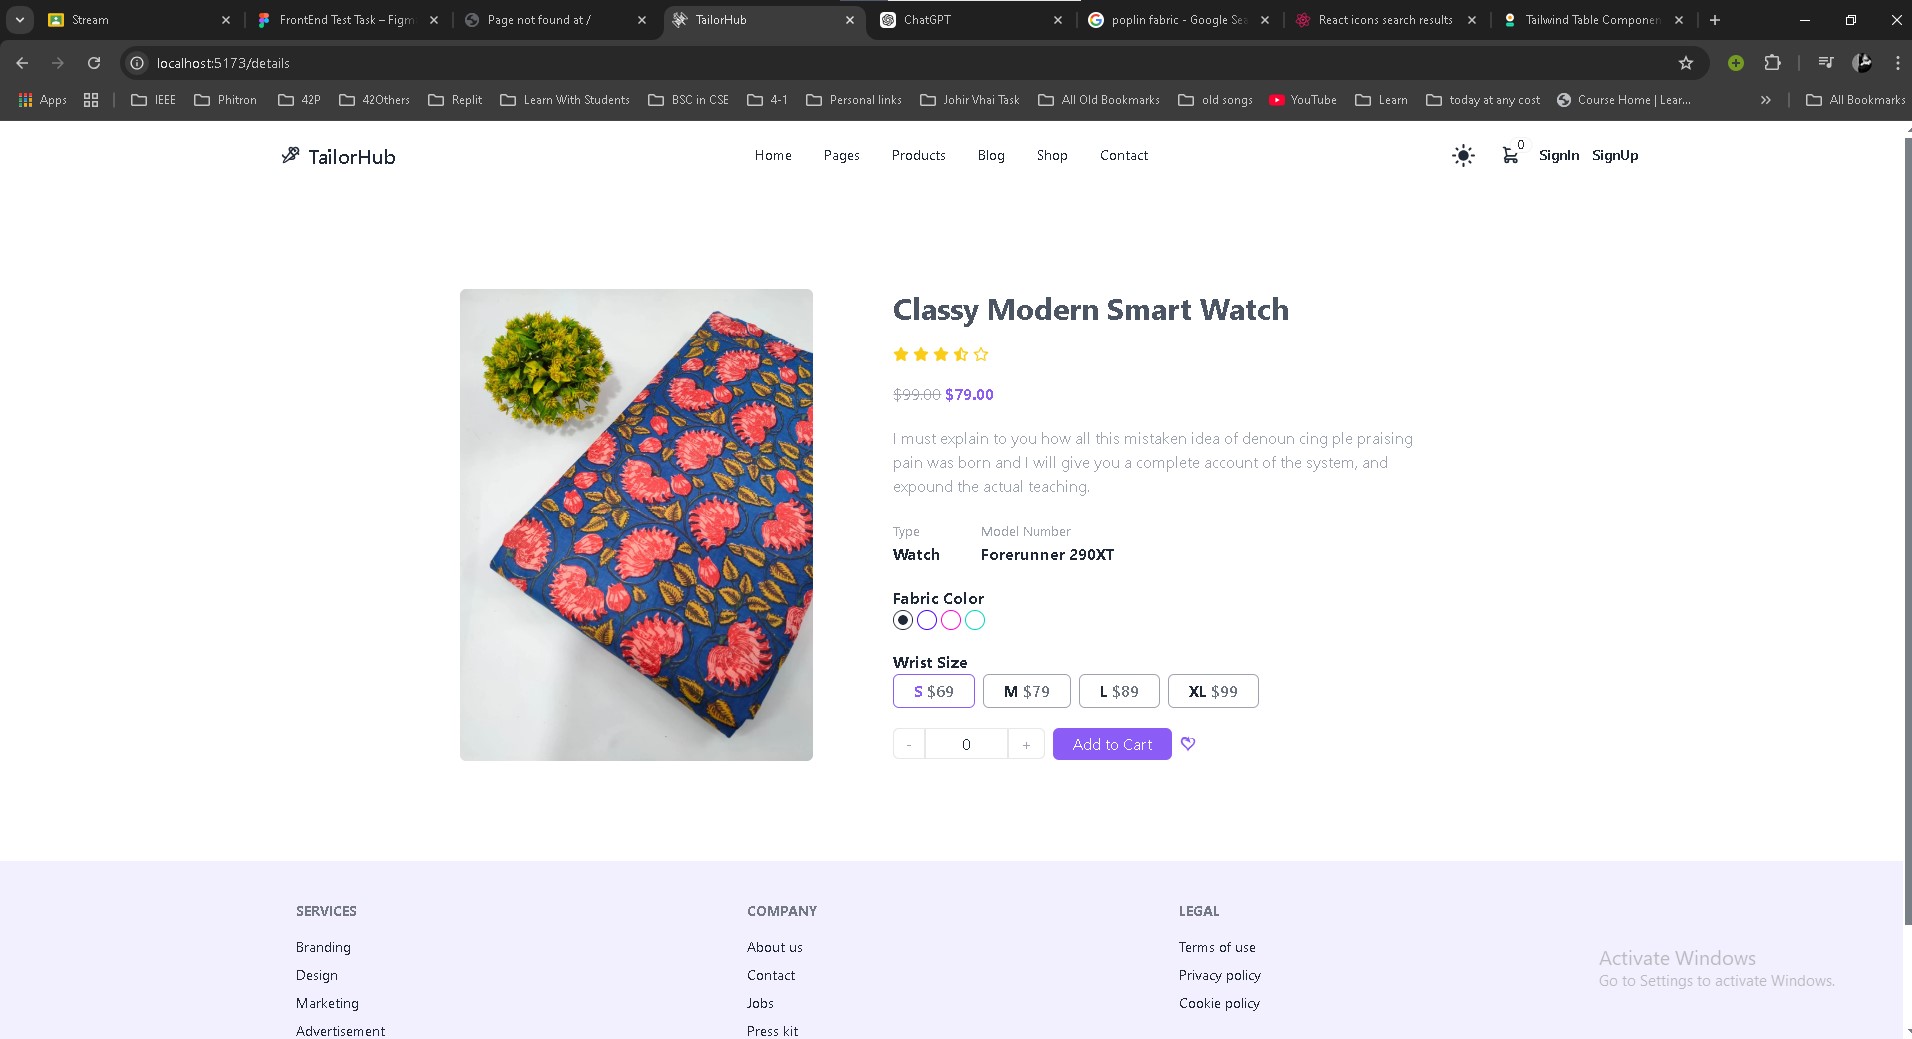 Stream
FrontEnd Test Task – Figm
Page not found at /
TailorHub
ChatGPT
poplin fabric - Google Sea
React icons search results
Tailwind Table Componen
localhost:5173/details
Apps
IEEE
Phitron
42P
42Others
Replit
Learn With Students
BSC in CSE
4-1
Personal links
Johir Vhai Task
All Old Bookmarks
old songs
YouTube
Learn
today at any cost
Course Home | Lear...
All Bookmarks
TailorHub
Home Pages Products Blog Shop Contact
0
SignIn SignUp
Classy Modern Smart Watch
$99.00 $79.00
I must explain to you how all this mistaken idea of denoun cing ple praising
pain was born and I will give you a complete account of the system, and
expound the actual teaching.
Type Model Number
Watch Forerunner 290XT
Fabric Color
Wrist Size
S $69 M $79 L $89 XL $99
- 0 + Add to Cart
SERVICES COMPANY LEGAL
Branding About us Terms of use
Design Contact Privacy policy
Marketing Jobs Cookie policy
Advertisement Press kit
Activate Windows
Go to Settings to activate Windows.